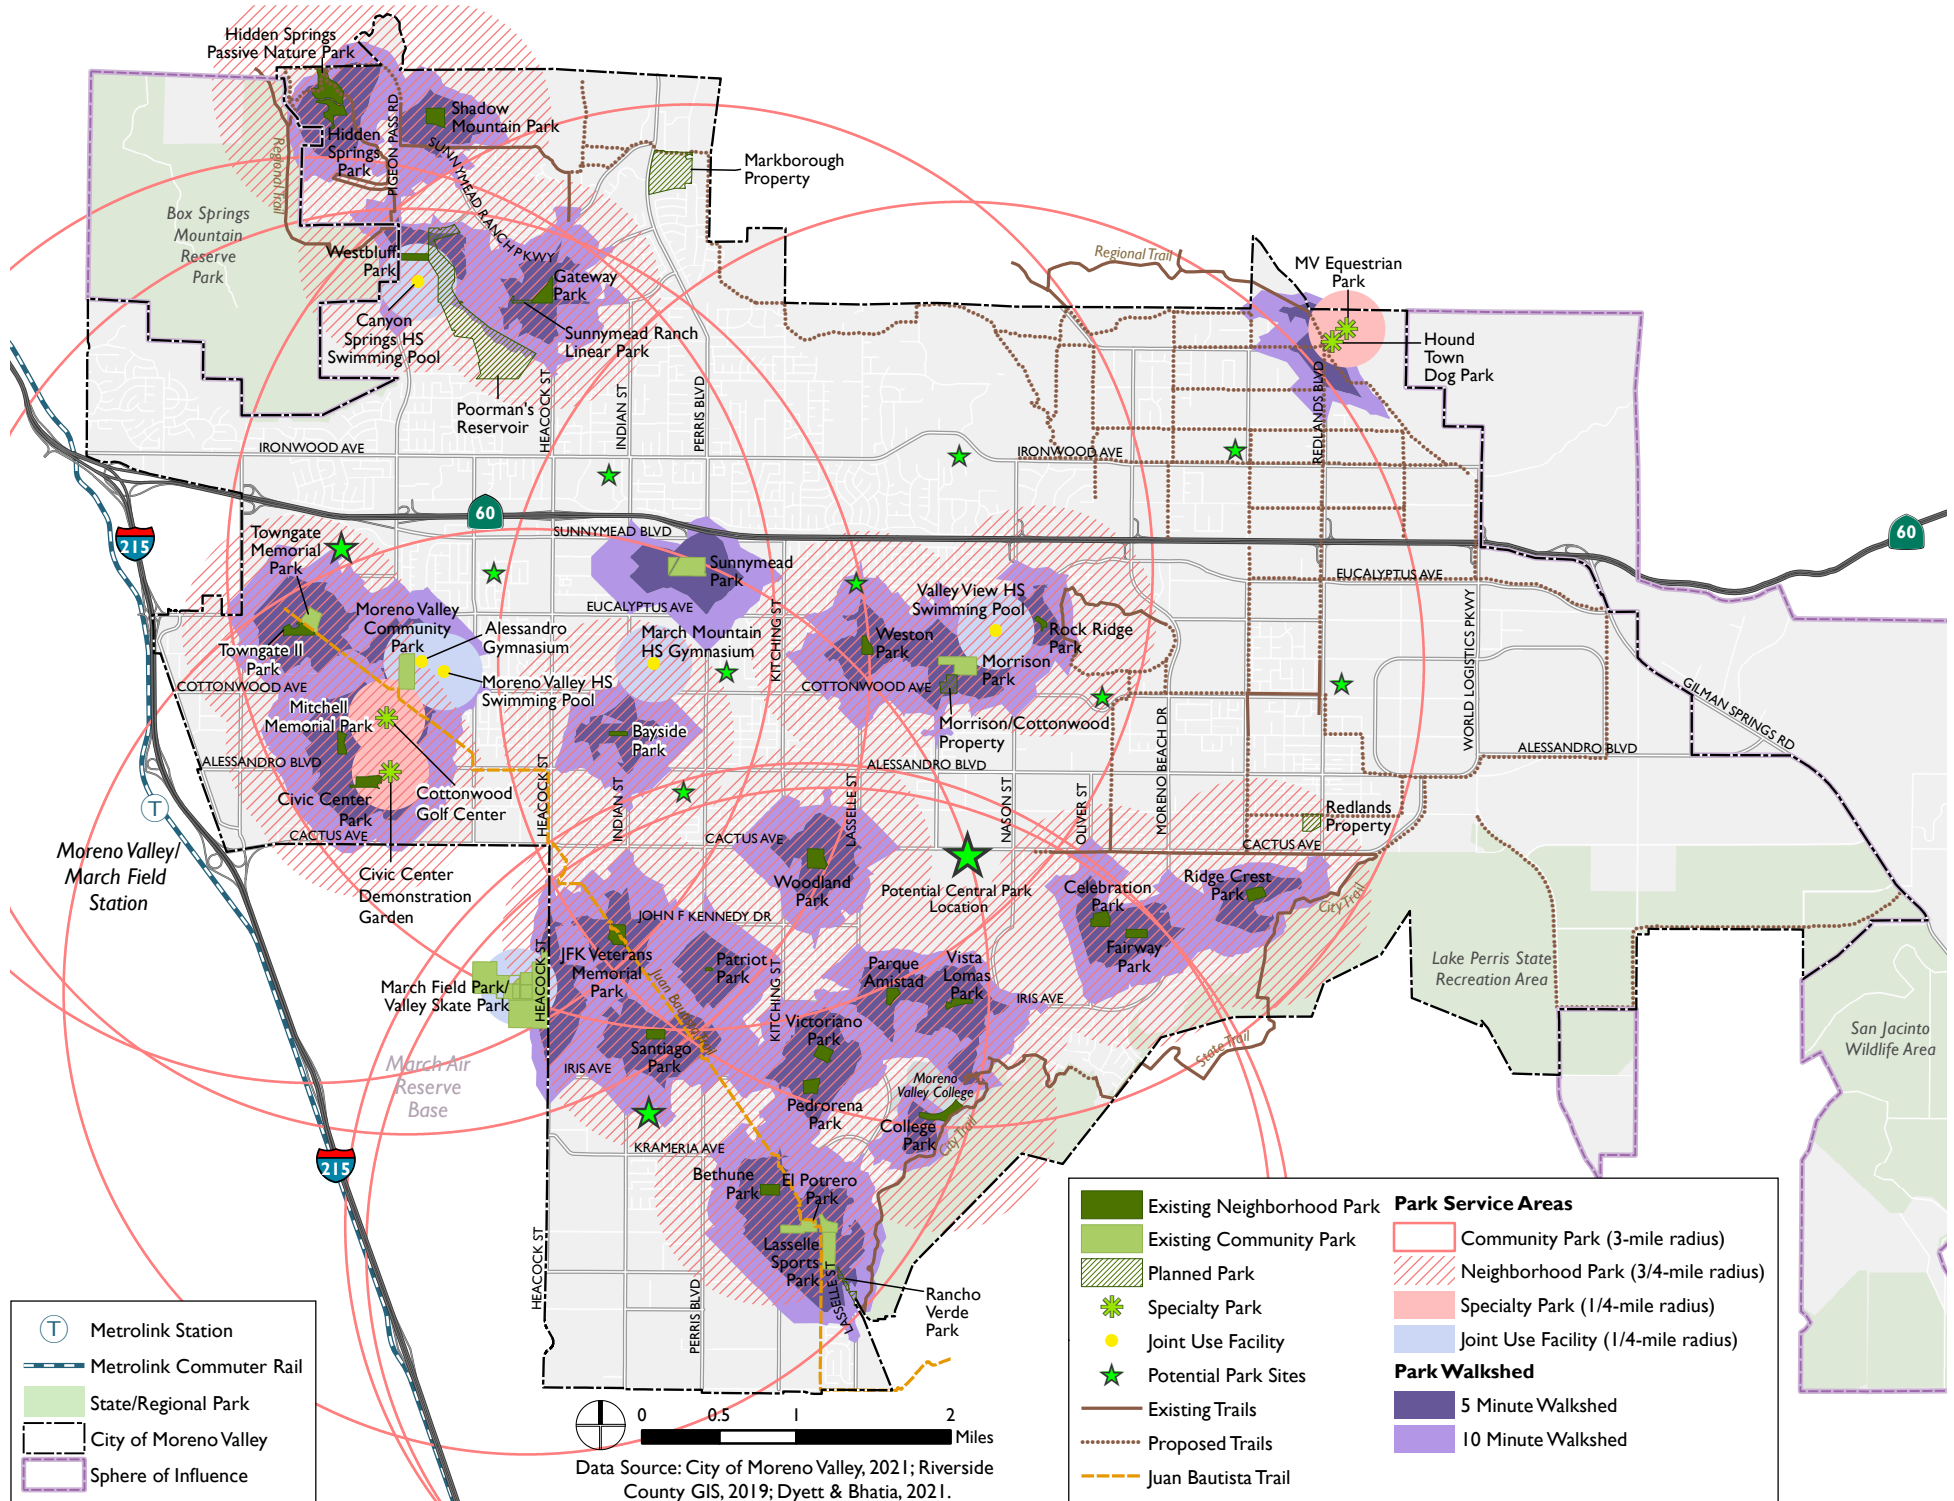 Hidden Springs
Passive Nature Park
Shadow
Mountain Park
Hidden
Springs
Park
PIGEON PASS RD
SUNNYMEAD RANCH PKWY
Regional Trail
Markborough
Property
Box Springs
Mountain
Reserve
Park
Westbluff
Park
Gateway
Park
Canyon
Springs HS
Swimming Pool
Sunnymead Ranch
Linear Park
Poorman's
Reservoir
HEACOCK ST
INDIAN ST
PERRIS BLVD
Regional Trail
MV Equestrian
Park
Hound
Town
Dog Park
REDLANDS BLVD
IRONWOOD AVE
IRONWOOD AVE
60
60
215
SUNNYMEAD BLVD
Towngate
Memorial
Park
Sunnymead
Park
EUCALYPTUS AVE
EUCALYPTUS AVE
KITCHING ST
Moreno Valley
Community
Park
Alessandro
Gymnasium
March Mountain
HS Gymnasium
Valley View HS
Swimming Pool
Weston
Park
Rock Ridge
Park
Morrison
Park
Towngate II
Park
COTTONWOOD AVE
COTTONWOOD AVE
Moreno Valley HS
Swimming Pool
Mitchell
Memorial Park
Bayside
Park
Morrison/Cottonwood
Property
WORLD LOGISTICS PKWY
GILMAN SPRINGS RD
ALESSANDRO BLVD
ALESSANDRO BLVD
ALESSANDRO BLVD
Civic Center
Park
Cottonwood
Golf Center
CACTUS AVE
HEACOCK ST
INDIAN ST
CACTUS AVE
LASSELLE ST
NASON ST
OLIVER ST
MORENO BEACH DR
Redlands
Property
CACTUS AVE
T
Moreno Valley/
March Field
Station
Civic Center
Demonstration
Garden
Woodland
Park
Potential Central Park
Location
Celebration
Park
Ridge Crest
Park
City Trail
Fairway
Park
JOHN F KENNEDY DR
JFK Veterans
Memorial
Park
Patriot
Park
Parque
Amistad
Vista
Lomas
Park
IRIS AVE
Lake Perris State
Recreation Area
March Field Park/
Valley Skate Park
HEACOCK ST
Juan Bautista Trail
KITCHING ST
Victoriano
Park
Santiago
Park
IRIS AVE
State Trail
San Jacinto
Wildlife Area
March Air
Reserve
Base
Pedrorena
Park
Moreno
Valley College
College
Park
City Trail
KRAMERIA AVE
215
Bethune
Park
El Potrero
Park
Lasselle
Sports
Park
LASSELLE ST
HEACOCK ST
PERRIS BLVD
Rancho
Verde
Park
T Metrolink Station
Metrolink Commuter Rail
State/Regional Park
City of Moreno Valley
Sphere of Influence
0 0.5 1 2
Miles
Data Source: City of Moreno Valley, 2021; Riverside
County GIS, 2019; Dyett & Bhatia, 2021.
Existing Neighborhood Park
Existing Community Park
Planned Park
Specialty Park
Joint Use Facility
Potential Park Sites
Existing Trails
Proposed Trails
Juan Bautista Trail
Park Service Areas
Community Park (3-mile radius)
Neighborhood Park (3/4-mile radius)
Specialty Park (1/4-mile radius)
Joint Use Facility (1/4-mile radius)
Park Walkshed
5 Minute Walkshed
10 Minute Walkshed